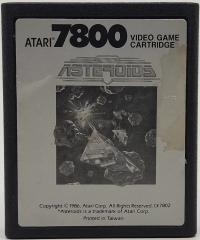 ATARI 7800 VIDEO GAME CARTRIDGE
ASTEROIDS
Copyright © 1986, Atari Corp. All Rights Reserved. CX7802
*Asteroids is a trademark of Atari Corp.
Printed in Taiwan